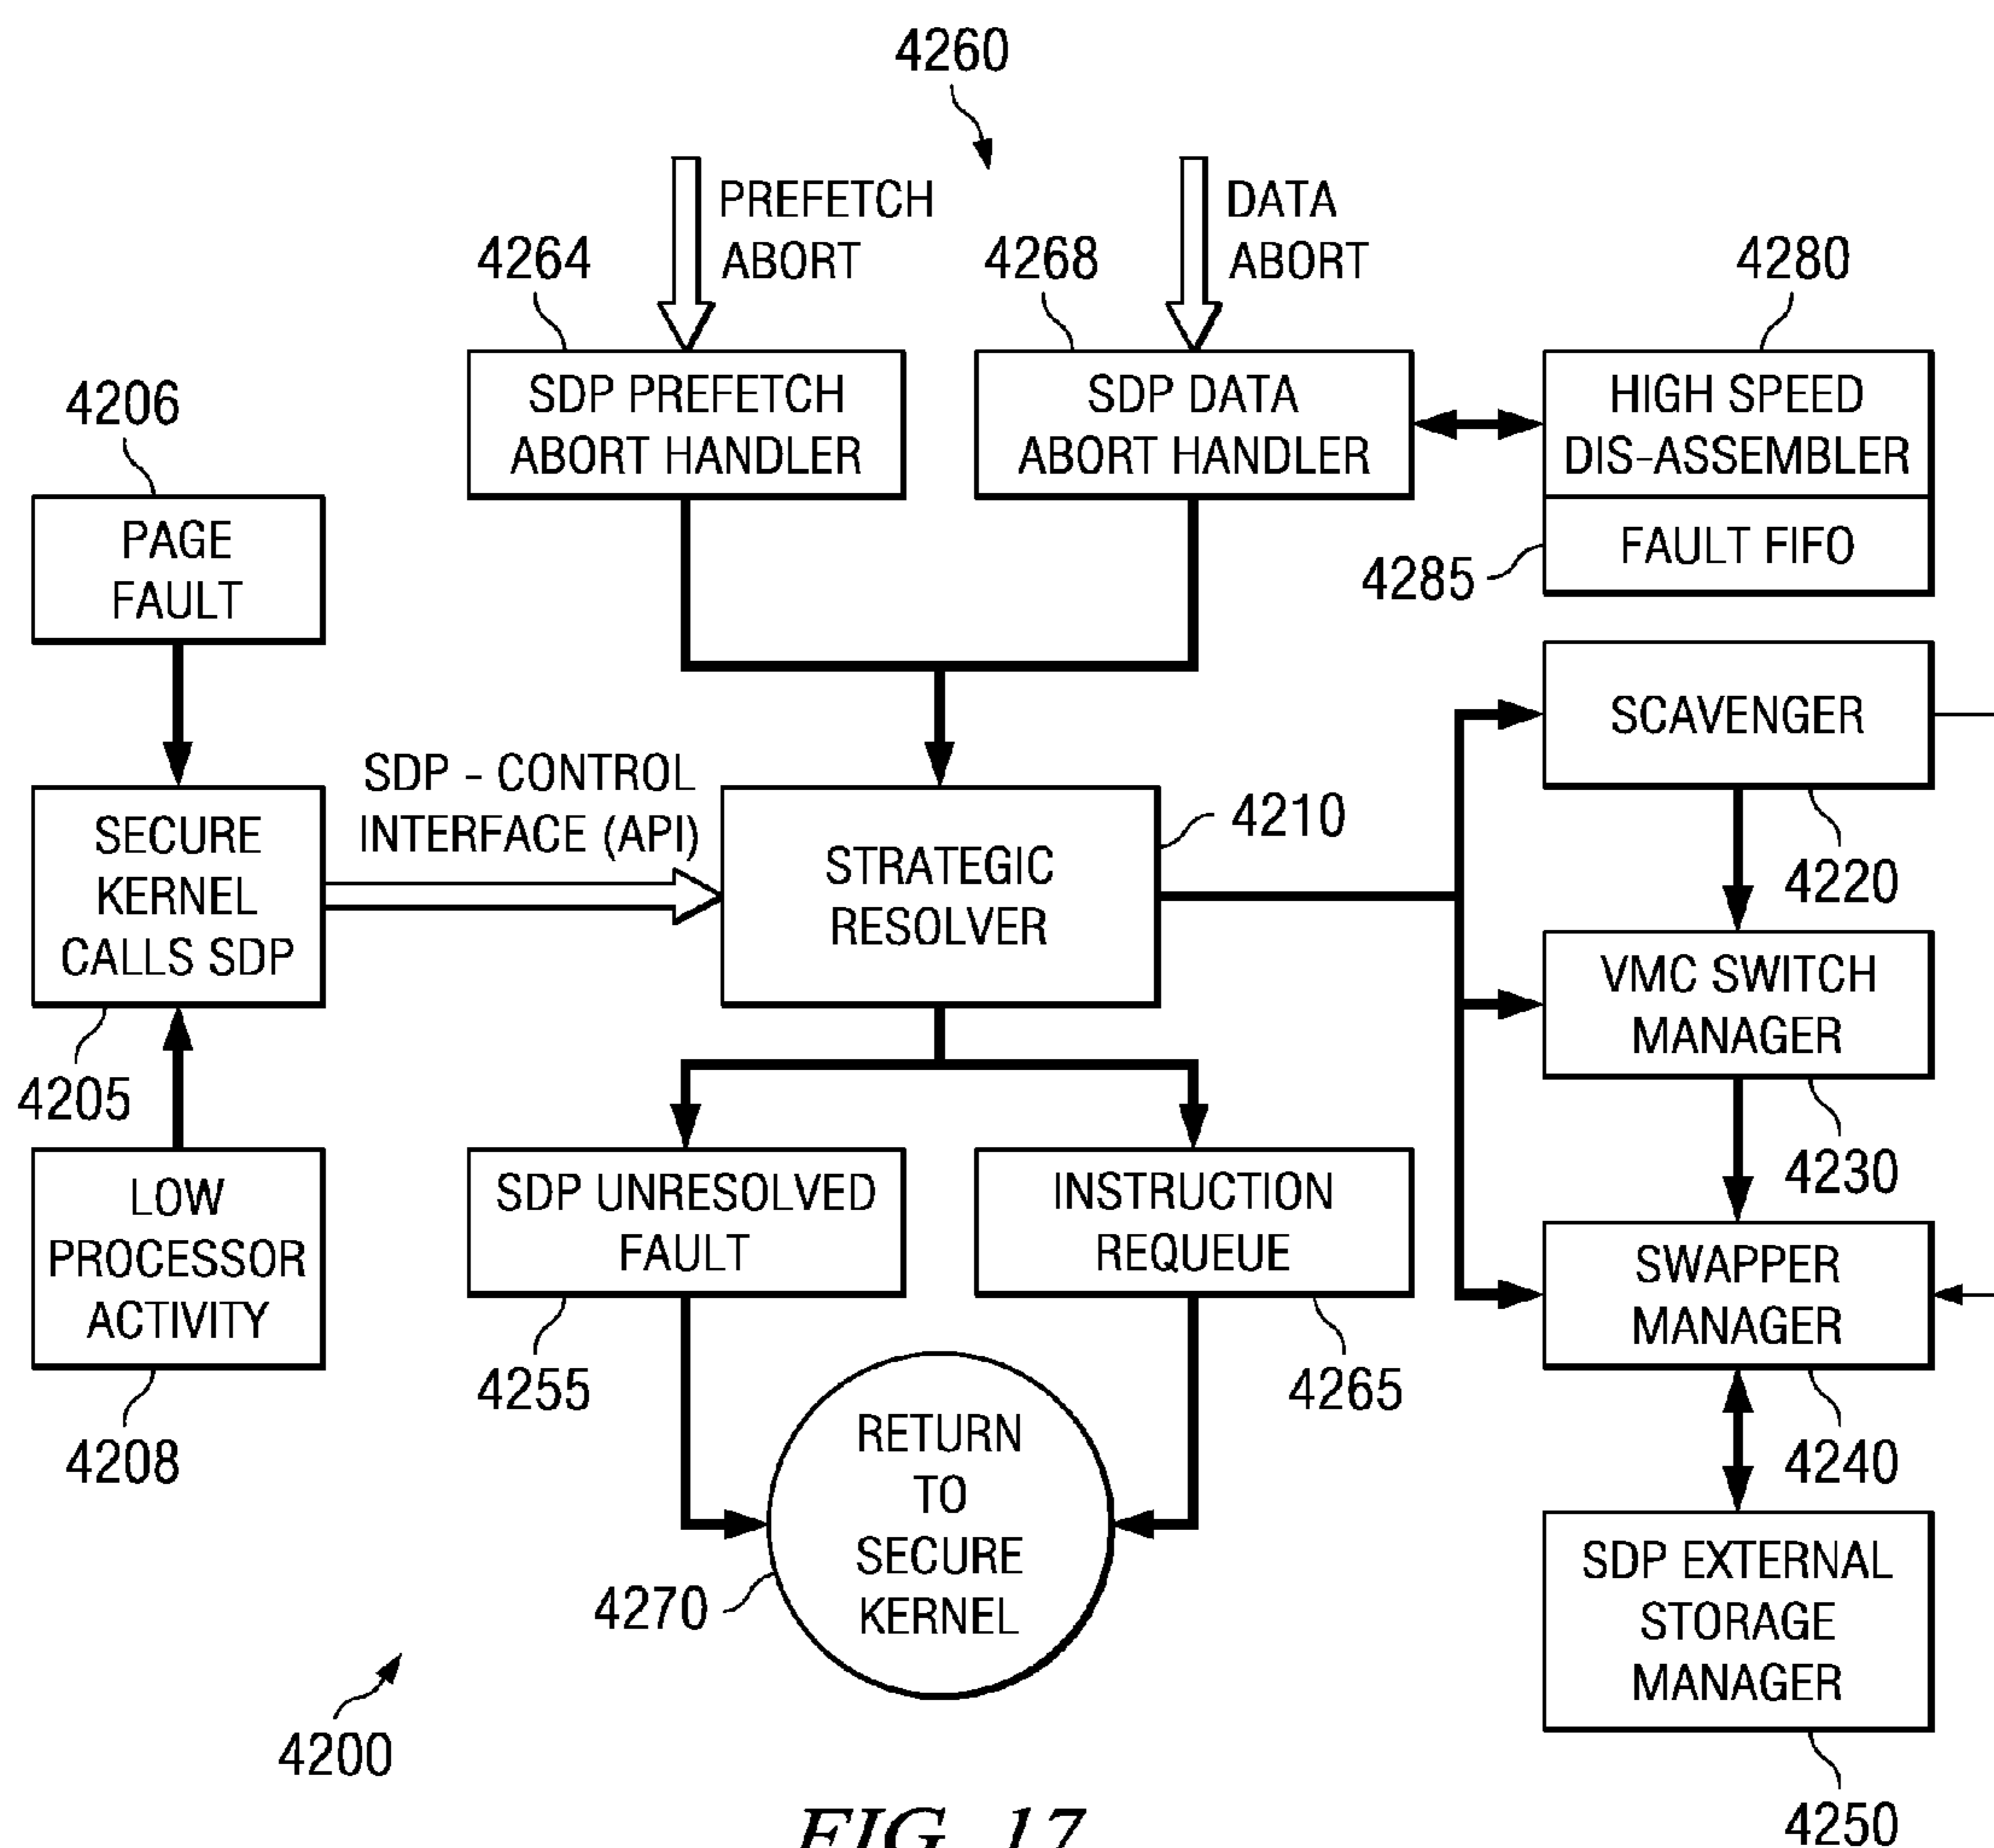 4260
PREFETCH
ABORT
DATA
ABORT
4264
4268
4280
SDP PREFETCH
ABORT HANDLER
SDP DATA
ABORT HANDLER
HIGH SPEED
DIS-ASSEMBLER
FAULT FIFO
4285
4206
PAGE
FAULT
SECURE
KERNEL
CALLS SDP
4205
SDP - CONTROL
INTERFACE (API)
STRATEGIC
RESOLVER
4210
SCAVENGER
4220
VMC SWITCH
MANAGER
4230
LOW
PROCESSOR
ACTIVITY
4208
SDP UNRESOLVED
FAULT
4255
INSTRUCTION
REQUEUE
4265
SWAPPER
MANAGER
4240
RETURN
TO
SECURE
KERNEL
4270
SDP EXTERNAL
STORAGE
MANAGER
4250
4200
FIG. 17